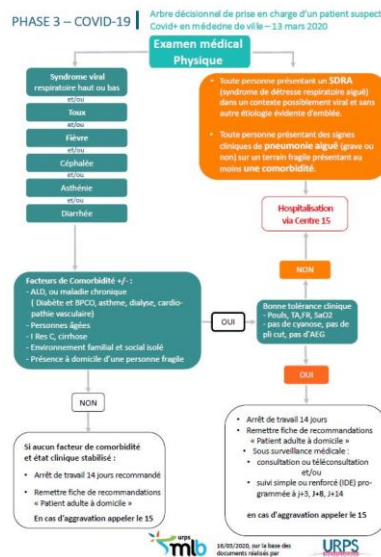 PHASE 3 – COVID-19
Arbre décisionnel de prise en charge d'un patient suspect
Covid+ en médecine de ville – 13 mars 2020
Examen médical
Physique
Syndrome viral
respiratoire haut ou bas
et/ou
Toux
et/ou
Fièvre
et/ou
Céphalée
et/ou
Asthénie
et/ou
Diarrhée
• Toute personne présentant un SDRA
(syndrome de détresse respiratoire aiguë)
dans un contexte possiblement viral et sans
autre étiologie évidente d'emblée.
• Toute personne présentant des signes
cliniques de pneumonie aiguë (grave ou
non) sur un terrain fragile présentant au
moins une comorbidité.
Hospitalisation
via Centre 15
NON
Facteurs de Comorbidité +/- :
- ALD, ou maladie chronique
( Diabète et BPCO, asthme, dialyse, cardio-
pathie vasculaire)
- Personnes âgées
- I Res C, cirrhose
- Environnement familial et social isolé
- Présence à domicile d'une personne fragile
OUI
Bonne tolérance clinique
- Pouls, TA,FR, SaO2
- pas de cyanose, pas de
pli cut, pas d'AEG
OUI
NON
Si aucun facteur de comorbidité
et état clinique stabilisé :
• Arrêt de travail 14 jours recommandé
• Remettre fiche de recommandations
« Patient adulte à domicile »
En cas d'aggravation appeler le 15
• Arrêt de travail 14 jours
• Remettre fiche de recommandations
« Patient adulte à domicile »
• Sous surveillance médicale :
• consultation ou téléconsultation
et/ou
• suivi simple ou renforcé (IDE) pro-
grammée à j+3, J+8, J+14
en cas d'aggravation appeler le 15
urps
mlb
16/03/2020, sur la base des
documents réalisés par
URPS